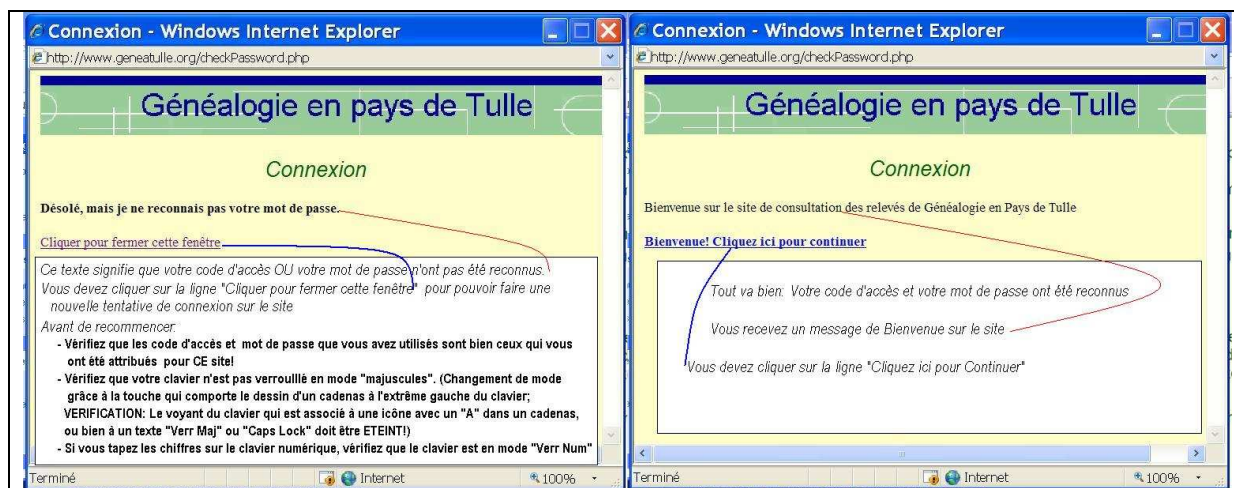 Connexion - Windows Internet Explorer
http://www.geneatulle.org/checkPassword.php
Généalogie en pays de Tulle
Connexion
Désolé, mais je ne reconnais pas votre mot de passe.
Cliquer pour fermer cette fenêtre
Ce texte signifie que votre code d'accès OU votre mot de passe n'ont pas été reconnus.
Vous devez cliquer sur la ligne "Cliquer pour fermer cette fenêtre" pour pouvoir faire une
nouvelle tentative de connexion sur le site
Avant de recommencer:
- Vérifiez que les code d'accès et mot de passe que vous avez utilisés sont bien ceux qui vous
ont été attribués pour CE site!
- Vérifiez que votre clavier n'est pas verrouillé en mode "majuscules". (Changement de mode
grâce à la touche qui comporte le dessin d'un cadenas à l'extrême gauche du clavier;
VERIFICATION: Le voyant du clavier qui est associé à une icône avec un "A" dans un cadenas,
ou bien à un texte "Verr Maj" ou "Caps Lock" doit être ETEINT!)
- Si vous tapez les chiffres sur le clavier numérique, vérifiez que le clavier est en mode "Verr Num"
Terminé
Internet
100%
Connexion - Windows Internet Explorer
http://www.geneatulle.org/checkPassword.php
Généalogie en pays de Tulle
Connexion
Bienvenue sur le site de consultation des relevés de Généalogie en Pays de Tulle
Bienvenue! Cliquez ici pour continuer
Tout va bien: Votre code d'accès et votre mot de passe ont été reconnus
Vous recevez un message de Bienvenue sur le site
Vous devez cliquer sur la ligne "Cliquez ici pour Continuer"
Terminé
Internet
100%